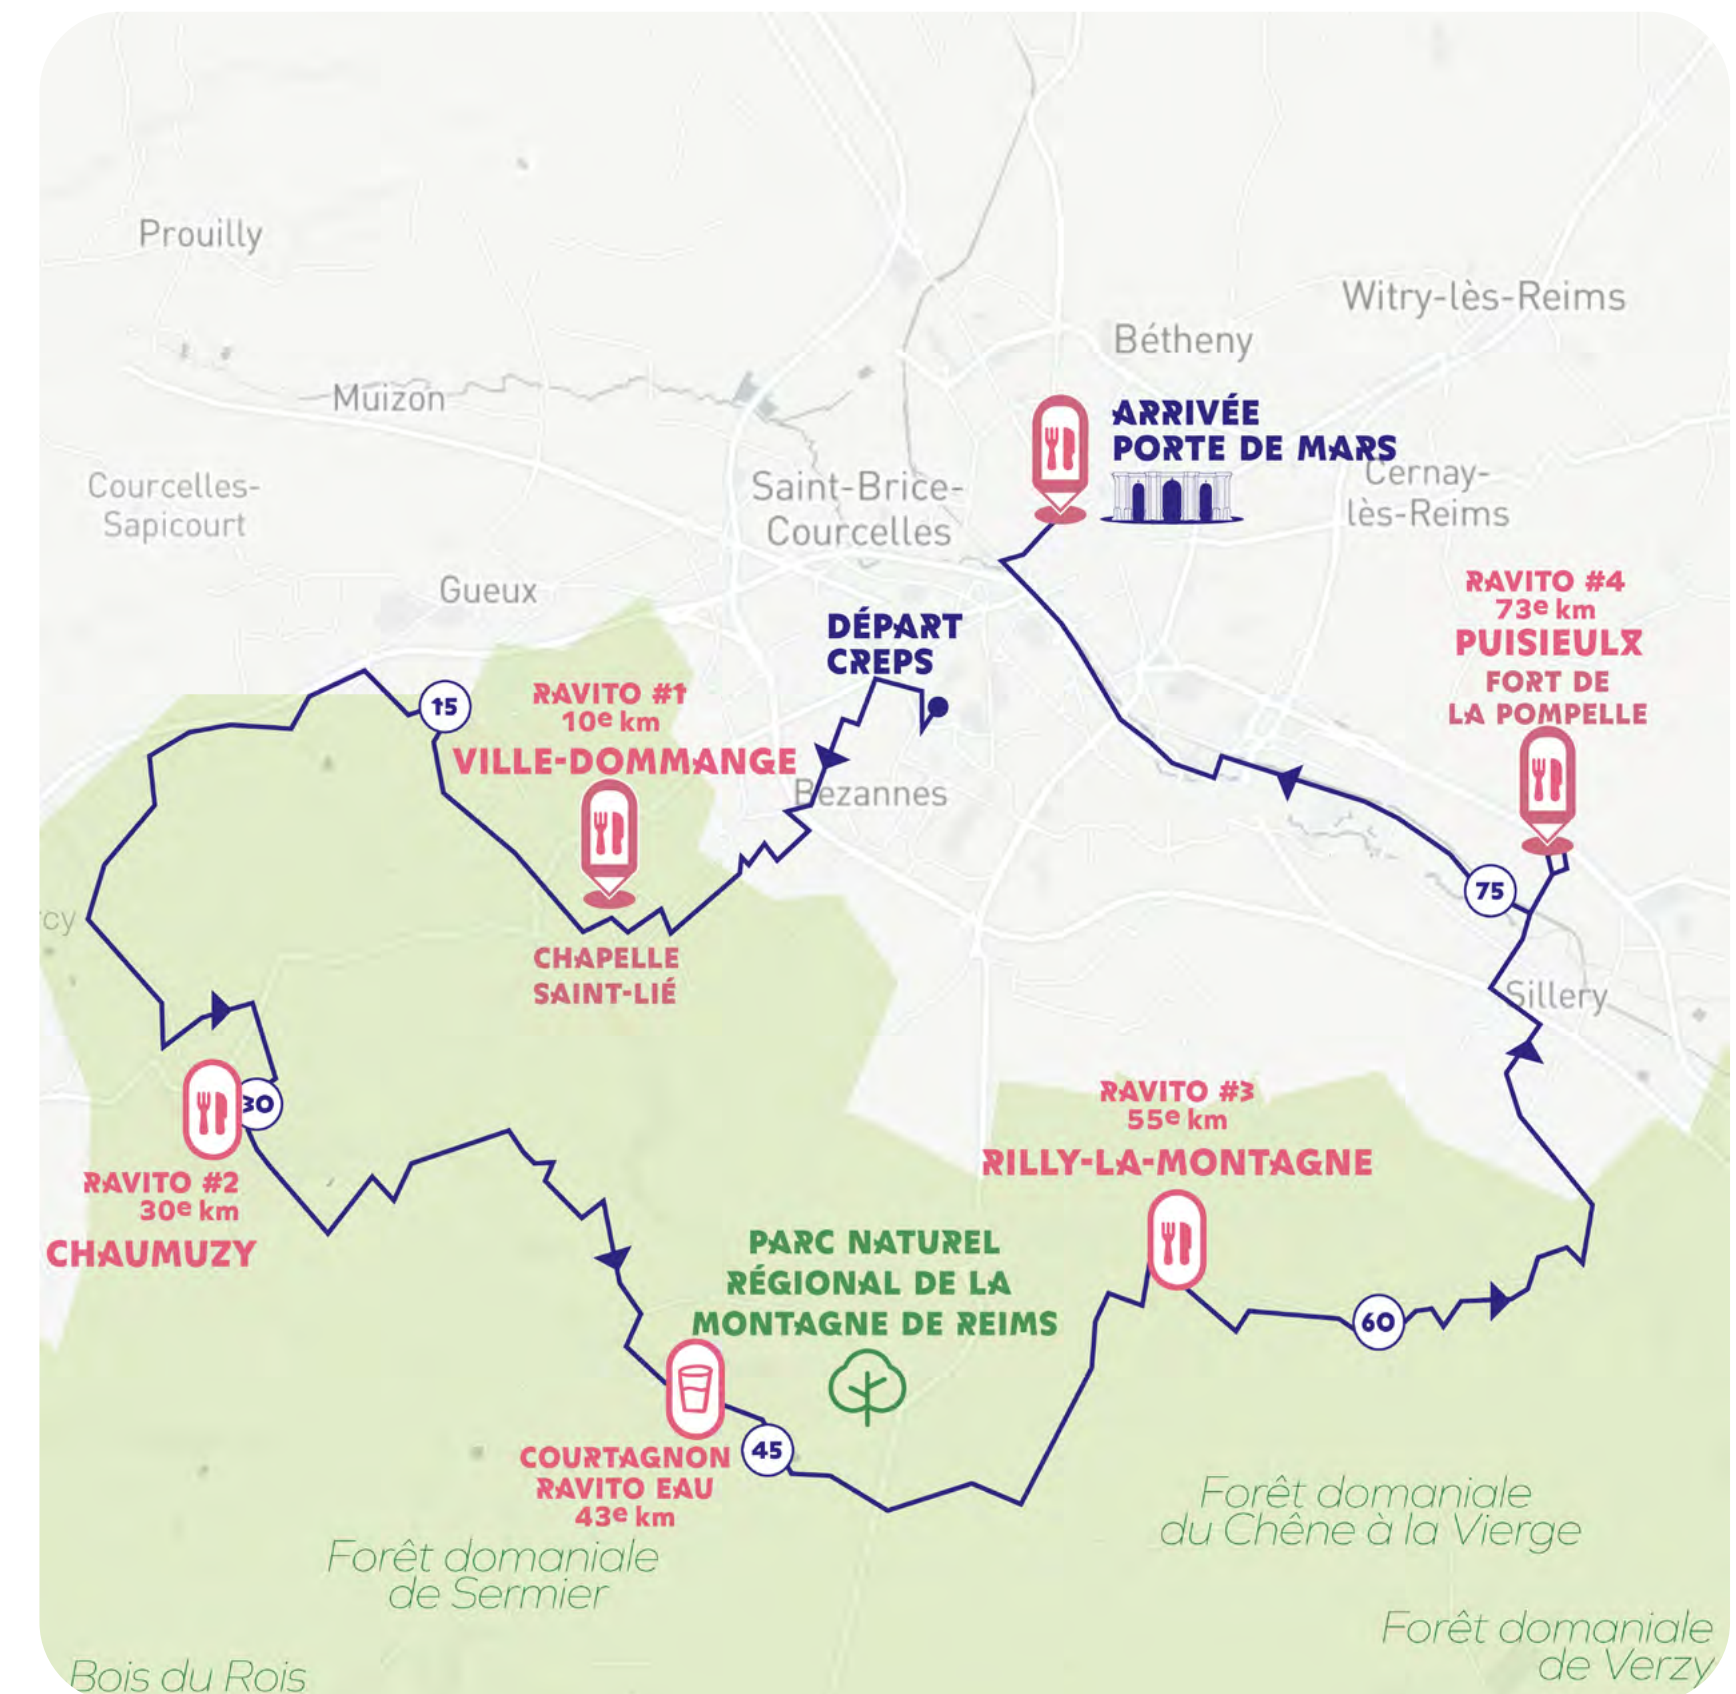 Prouilly
Witry-lès-Reims
Bétheny
Muizon
ARRIVÉE
PORTE DE MARS
Courcelles-
Sapicourt
Saint-Brice-
Courcelles
Cernay-
lès-Reims
Gueux
DÉPART
CREPS
RAVITO #4
73e km
PUISIEULX
FORT DE
LA POMPELLE
15
RAVITO #1
10e km
VILLE-DOMMANGE
Bezannes
75
cy
CHAPELLE
SAINT-LIÉ
Sillery
30
RAVITO #2
30e km
CHAUMUZY
RAVITO #3
55e km
RILLY-LA-MONTAGNE
PARC NATUREL
RÉGIONAL DE LA
MONTAGNE DE REIMS
60
45
COURTAGNON
RAVITO EAU
43e km
Forêt domaniale
du Chêne à la Vierge
Forêt domaniale
de Sermier
Forêt domaniale
de Verzy
Bois du Rois